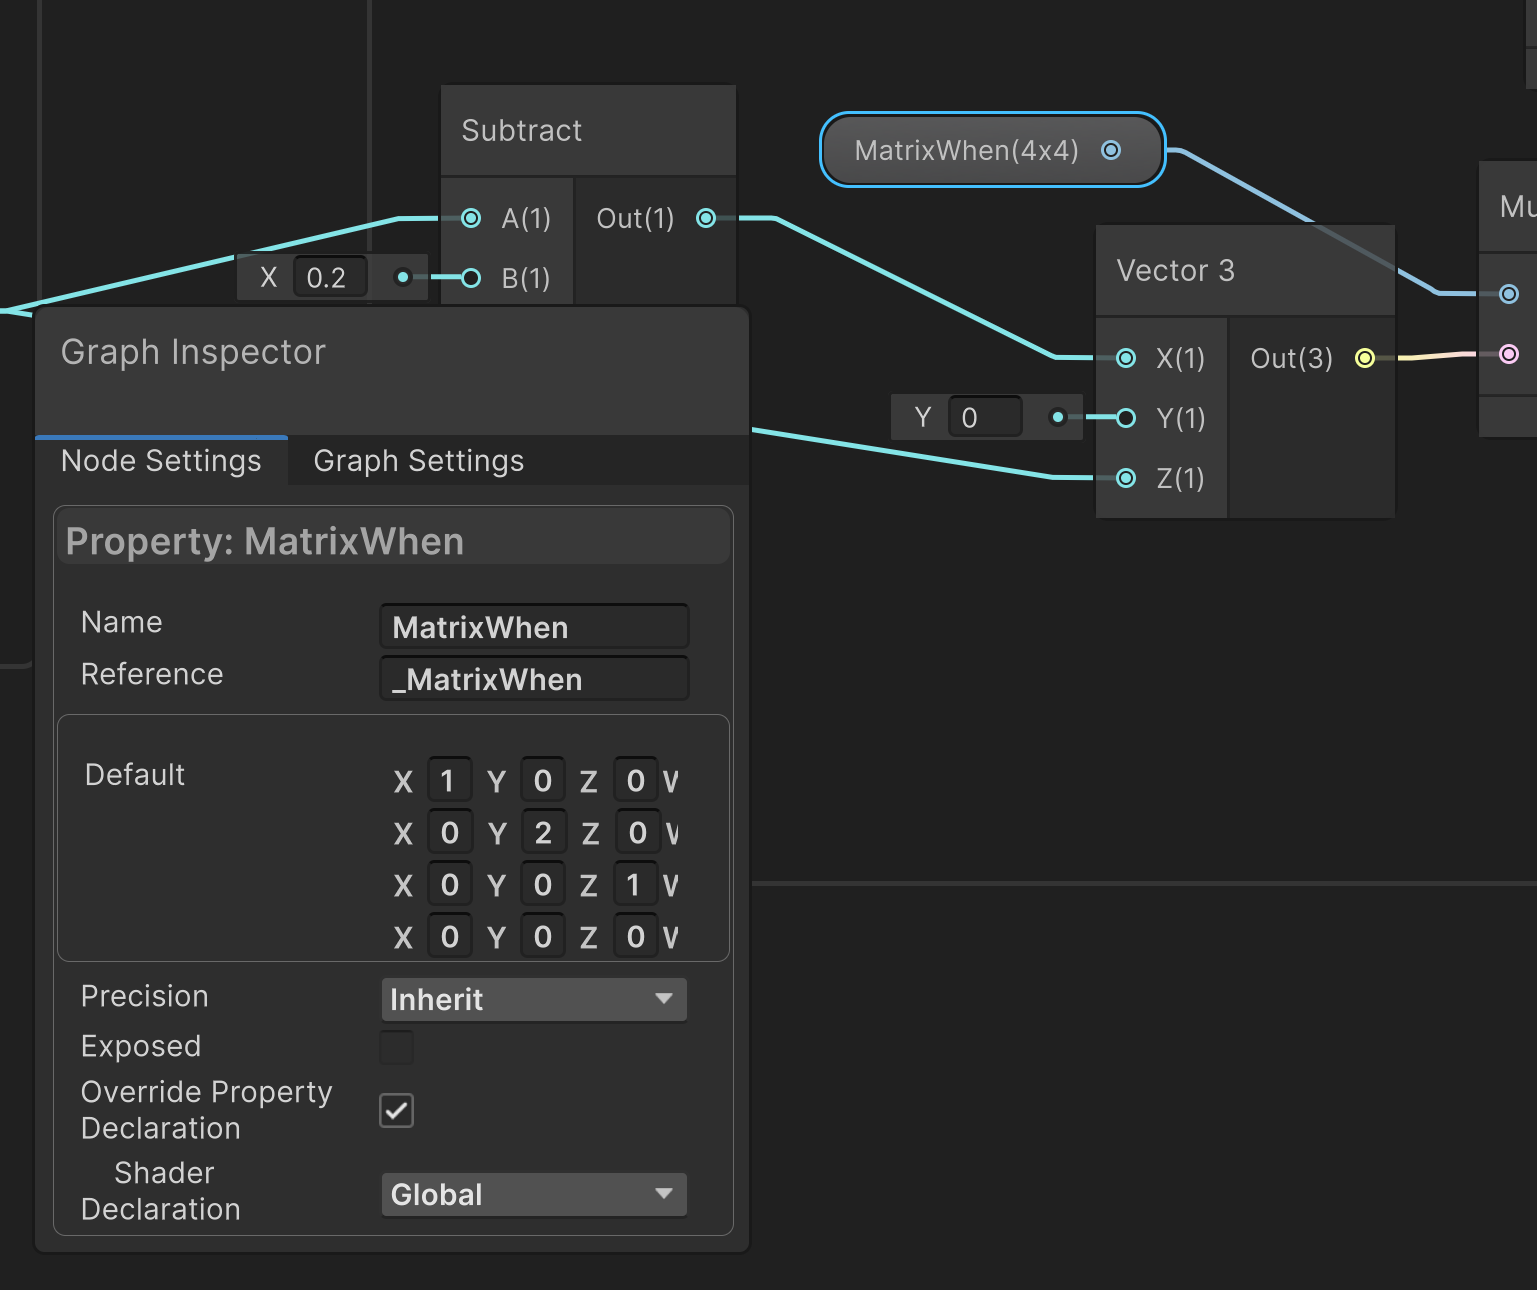 Subtract
A(1) Out(1)
X 0.2 B(1)
MatrixWhen(4x4)
Vector 3
X(1) Out(3)
Y 0 Y(1)
Z(1)
Graph Inspector
Node Settings Graph Settings
Property: MatrixWhen
Name MatrixWhen
Reference _MatrixWhen
Default X 1 Y 0 Z 0
X 0 Y 2 Z 0
X 0 Y 0 Z 1
X 0 Y 0 Z 0
Precision Inherit
Exposed
Override Property
Declaration
Shader
Declaration Global